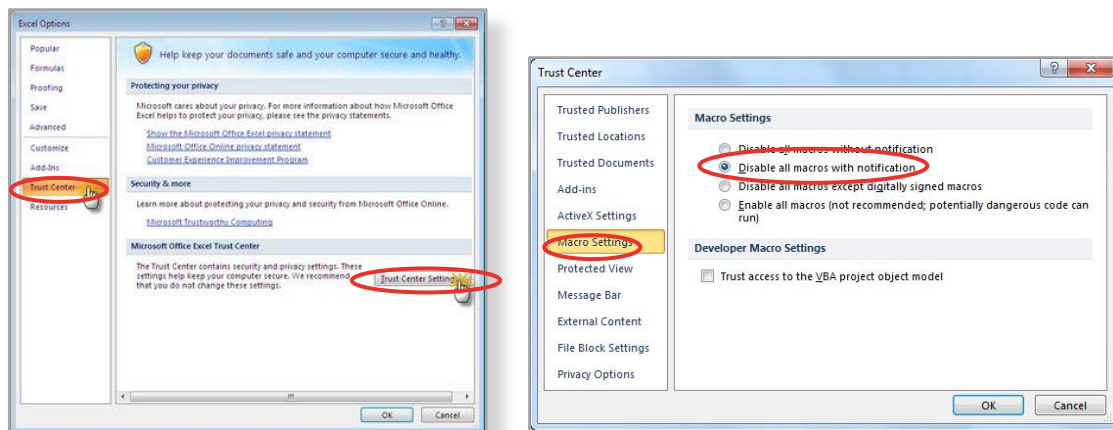 Excel Options
Popular
Formulas
Proofing
Save
Advanced
Customize
Add-Ins
Trust Center
Resources
Help keep your documents safe and your computer secure and healthy.
Protecting your privacy
Microsoft cares about your privacy. For more information about how Microsoft Office
Excel helps to protect your privacy, please see the privacy statements.
Show the Microsoft Office Excel privacy statement
Microsoft Office Online privacy statement
Customer Experience Improvement Program
Security & more
Learn more about protecting your privacy and security from Microsoft Office Online.
Microsoft Trustworthy Computing
Microsoft Office Excel Trust Center
The Trust Center contains security and privacy settings. These
settings help keep your computer secure. We recommend
that you do not change these settings.
Trust Center Setting
OK
Cancel
Trust Center
Trusted Publishers
Trusted Locations
Trusted Documents
Add-ins
ActiveX Settings
Macro Settings
Protected View
Message Bar
External Content
File Block Settings
Privacy Options
Macro Settings
Disable all macros without notification
Disable all macros with notification
Disable all macros except digitally signed macros
Enable all macros (not recommended; potentially dangerous code can
run)
Developer Macro Settings
Trust access to the VBA project object model
OK
Cancel